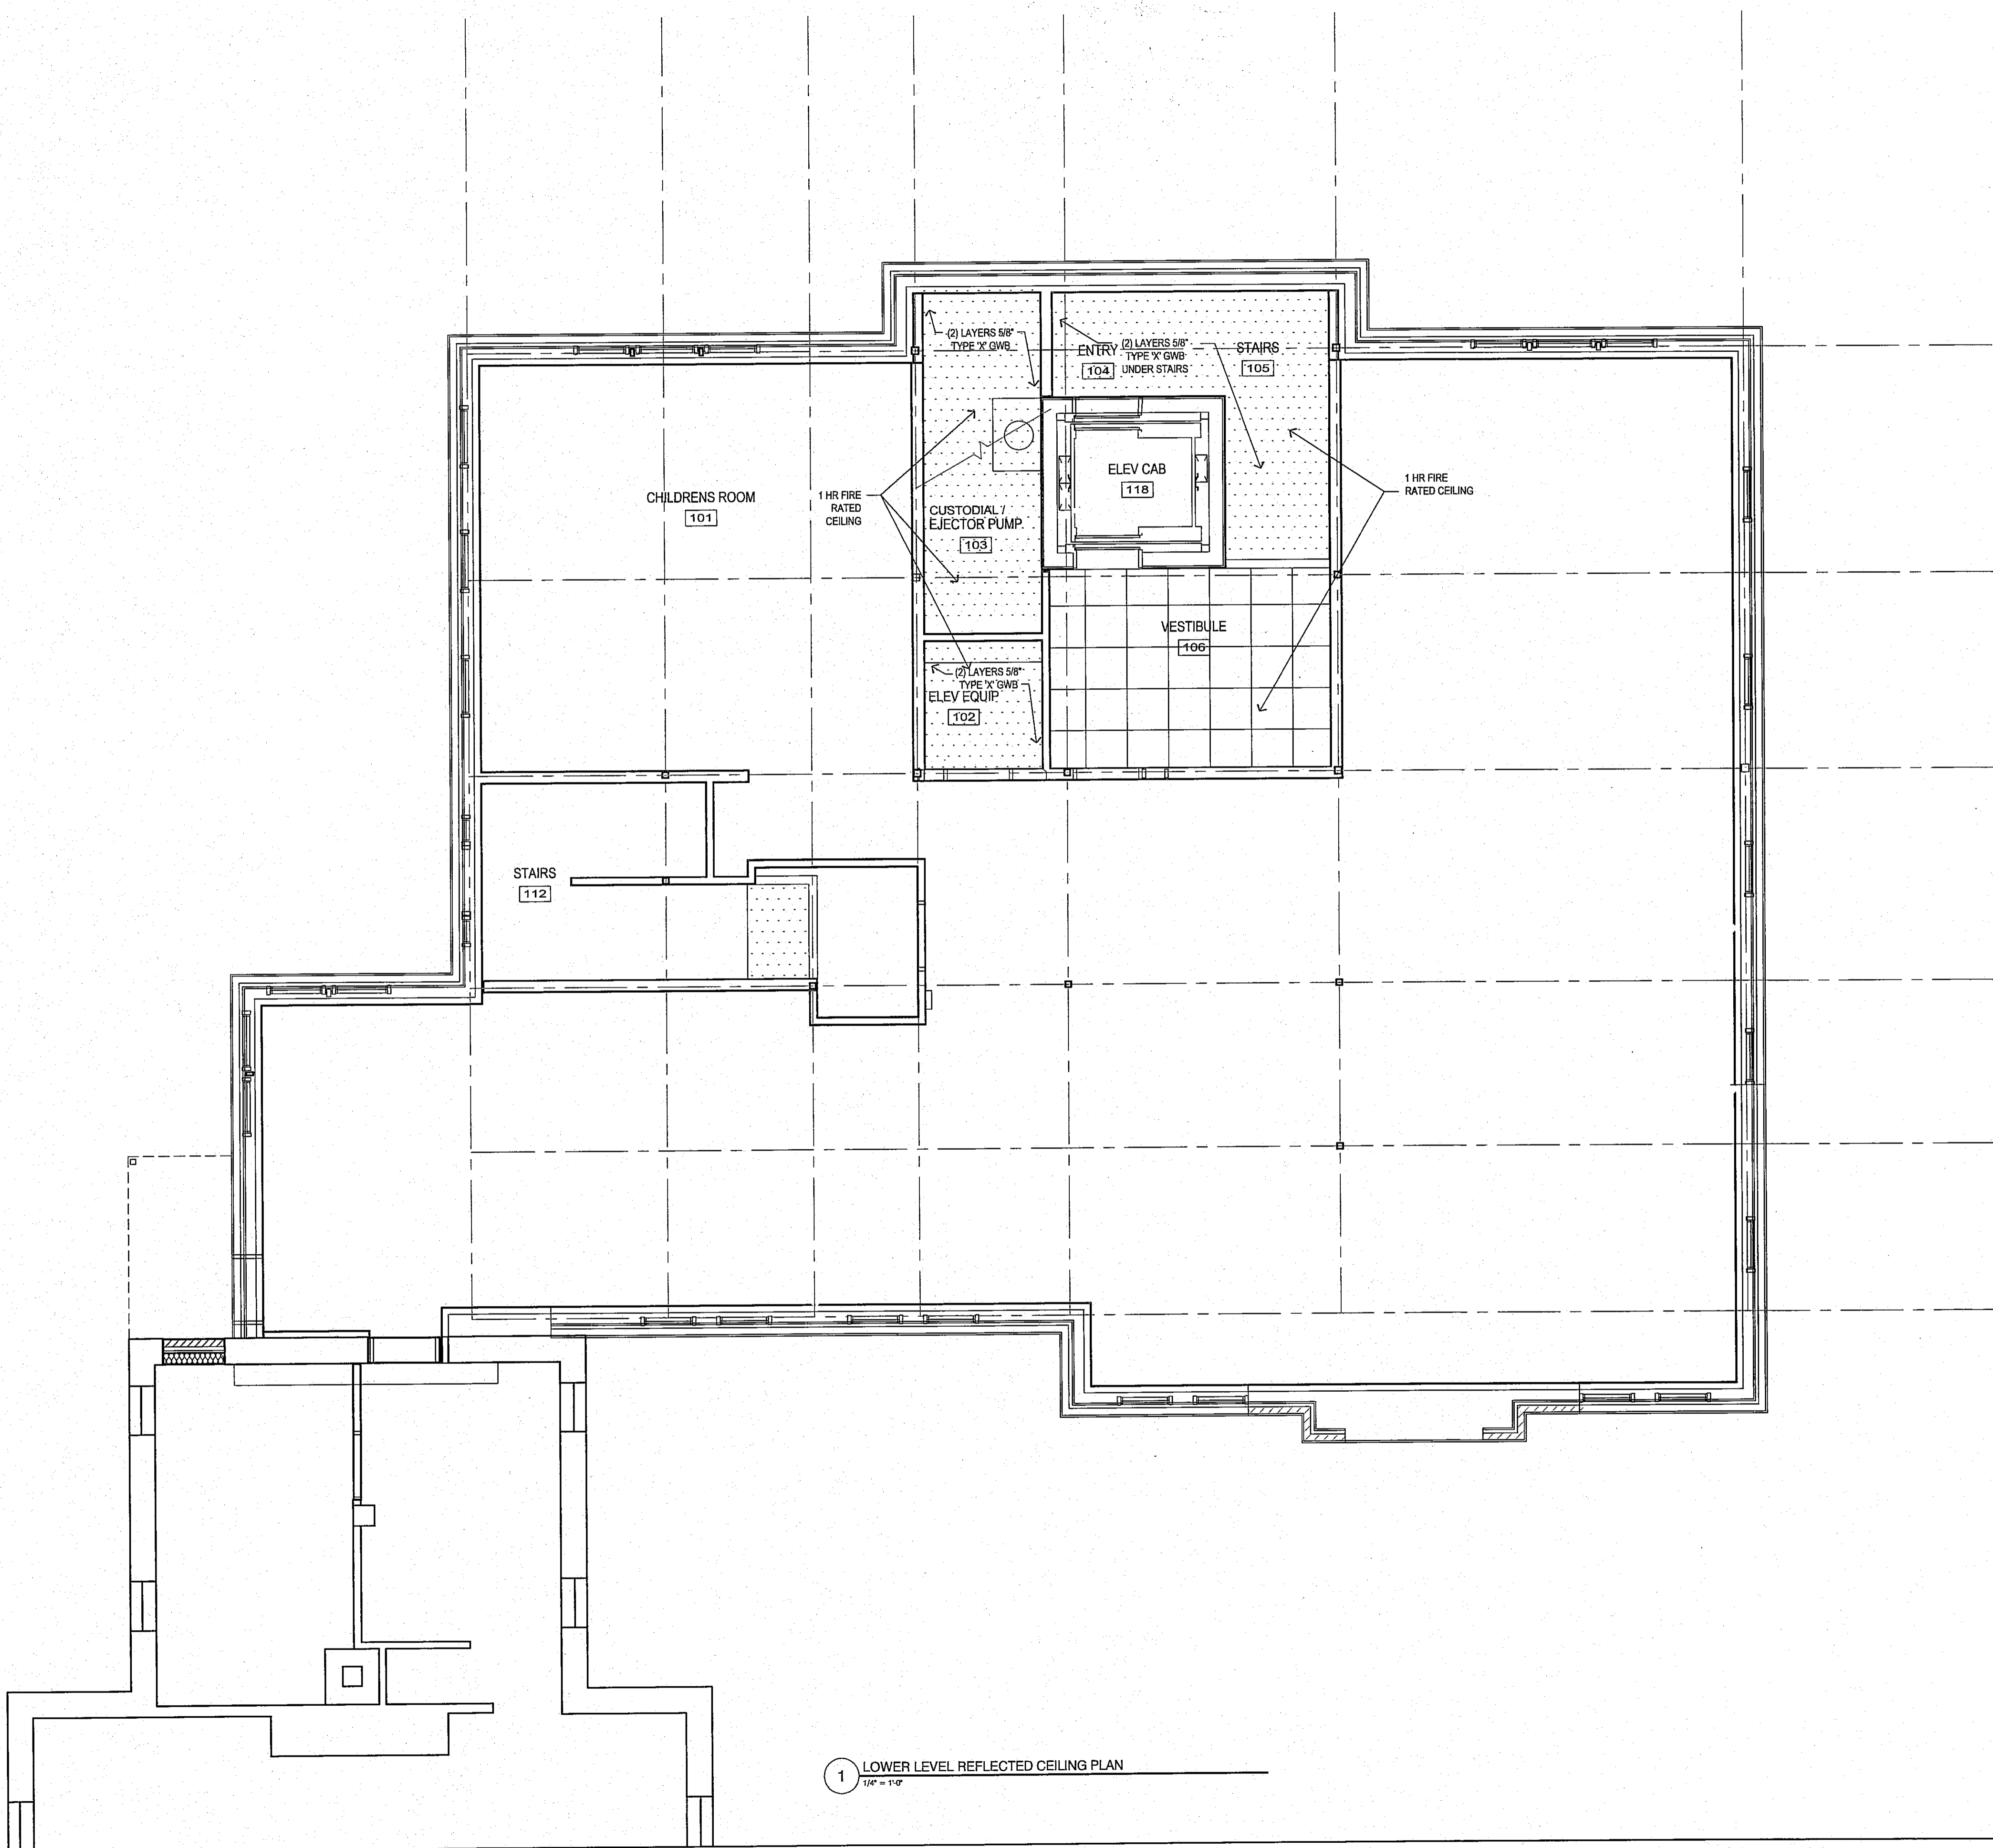 (2) LAYERS 5/8"
TYPE 'X' GWB
ENTRY
104
(2) LAYERS 5/8"
TYPE 'X' GWB
UNDER STAIRS
STAIRS
105
CHILDRENS ROOM
101
1 HR FIRE
RATED
CEILING
CUSTODIAL /
EJECTOR PUMP
103
ELEV CAB
118
1 HR FIRE
RATED CEILING
VESTIBULE
106
(2) LAYERS 5/8"
TYPE 'X' GWB
ELEV EQUIP
102
STAIRS
112
1
LOWER LEVEL REFLECTED CEILING PLAN
1/4" = 1'-0"